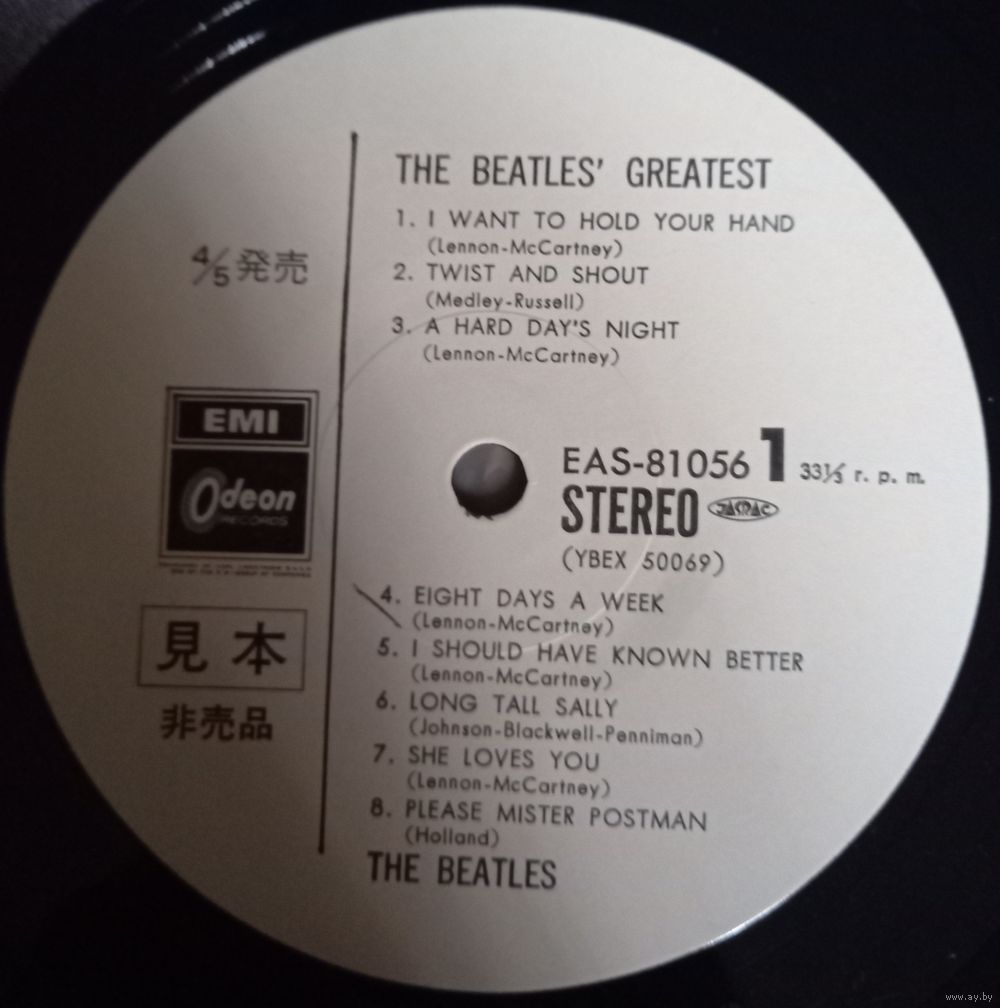 THE BEATLES' GREATEST
1. I WANT TO HOLD YOUR HAND
(Lennon-McCartney)
2. TWIST AND SHOUT
(Medley-Russell)
3. A HARD DAY'S NIGHT
(Lennon-McCartney)
4/5発売
EMI
Odeon
RECORDS
EAS-81056 1 33⅓ r. p. m.
STEREO JASRAC
(YBEX 50069)
見本
非売品
4. EIGHT DAYS A WEEK
(Lennon-McCartney)
5. I SHOULD HAVE KNOWN BETTER
(Lennon-McCartney)
6. LONG TALL SALLY
(Johnson-Blackwell-Penniman)
7. SHE LOVES YOU
(Lennon-McCartney)
8. PLEASE MISTER POSTMAN
(Holland)
THE BEATLES
www.ay.by